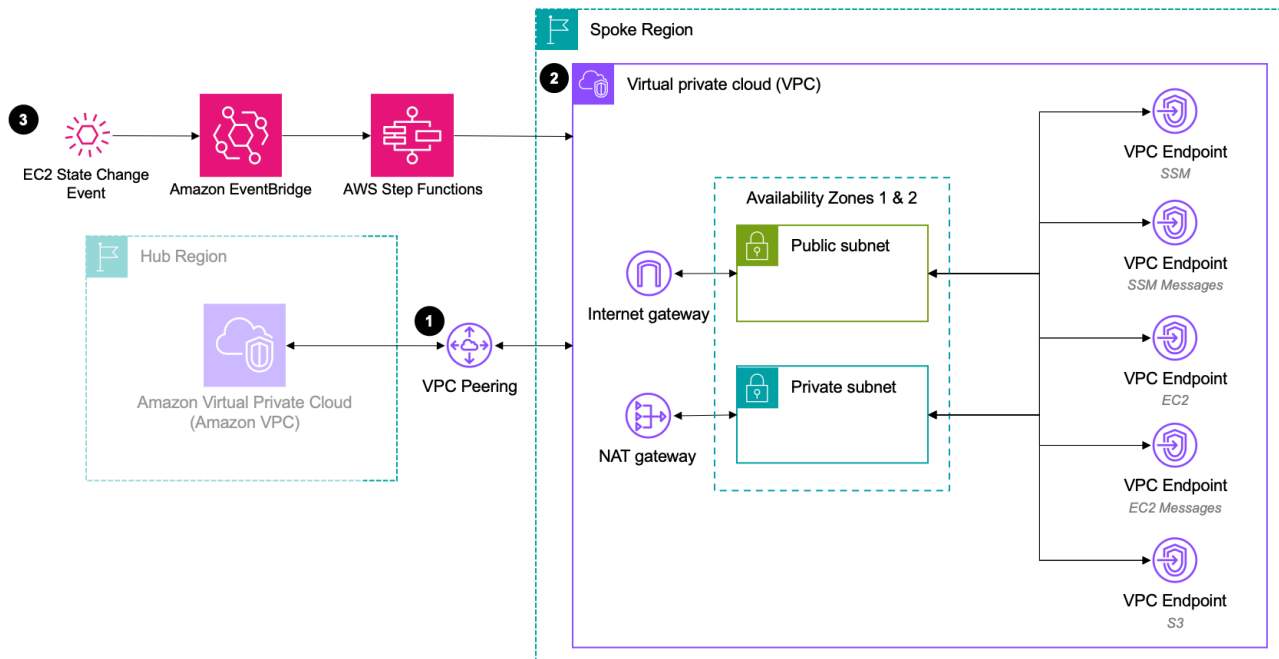 Spoke Region
2
Virtual private cloud (VPC)
3
EC2 State Change
Event
Amazon EventBridge
AWS Step Functions
Hub Region
Amazon Virtual Private Cloud
(Amazon VPC)
1
VPC Peering
Availability Zones 1 & 2
Public subnet
Internet gateway
Private subnet
NAT gateway
VPC Endpoint
SSM
VPC Endpoint
SSM Messages
VPC Endpoint
EC2
VPC Endpoint
EC2 Messages
VPC Endpoint
S3